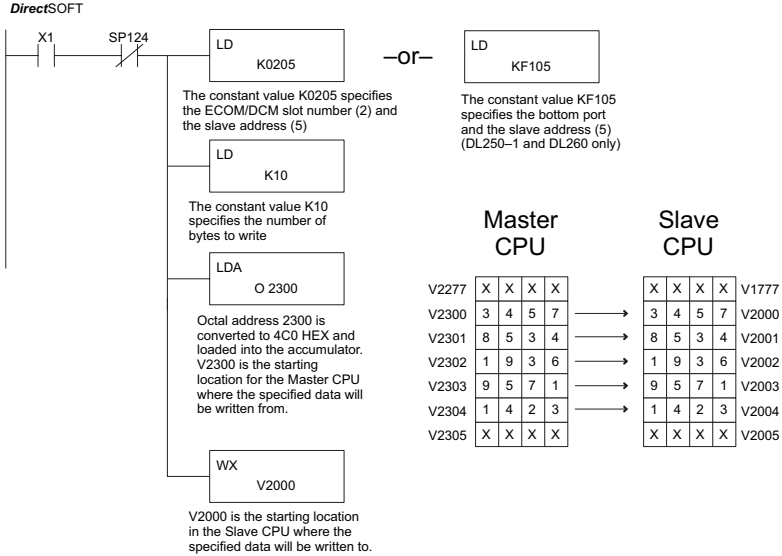 DirectSOFT
X1
SP124
LD
K0205
–or–
LD
KF105
The constant value K0205 specifies
the ECOM/DCM slot number (2) and
the slave address (5)
The constant value KF105
specifies the bottom port
and the slave address (5)
(DL250–1 and DL260 only)
LD
K10
The constant value K10
specifies the number of
bytes to write
LDA
O 2300
Octal address 2300 is
converted to 4C0 HEX and
loaded into the accumulator.
V2300 is the starting
location for the Master CPU
where the specified data will
be written from.
WX
V2000
V2000 is the starting location
in the Slave CPU where the
specified data will be written to.
Master
CPU
Slave
CPU
V2277 X X X X X X X X V1777
V2300 3 4 5 7 3 4 5 7 V2000
V2301 8 5 3 4 8 5 3 4 V2001
V2302 1 9 3 6 1 9 3 6 V2002
V2303 9 5 7 1 9 5 7 1 V2003
V2304 1 4 2 3 1 4 2 3 V2004
V2305 X X X X X X X X V2005